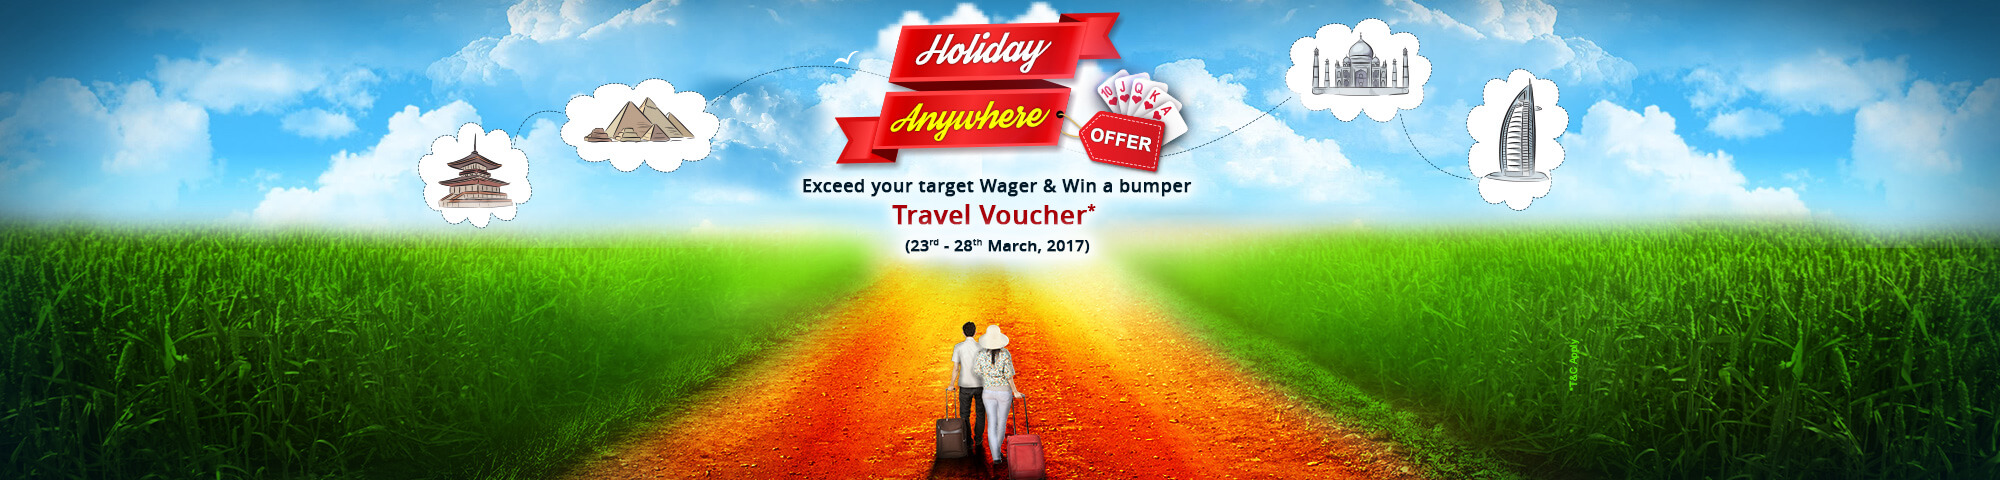 Holiday
Anywhere
10 J Q K A
OFFER
Exceed your target Wager & Win a bumper
Travel Voucher*
(23rd - 28th March, 2017)
*T&C Apply